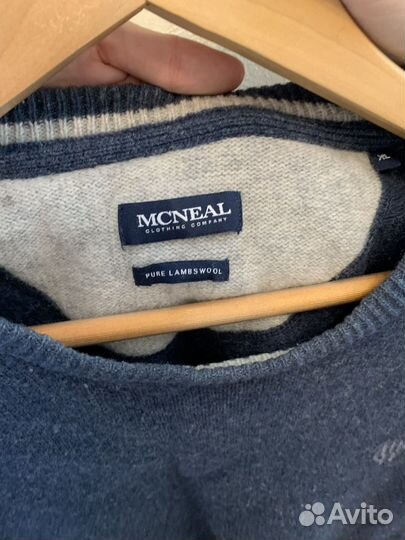 MCNEAL
CLOTHING COMPANY
PURE LAMBSWOOL
XL
Avito